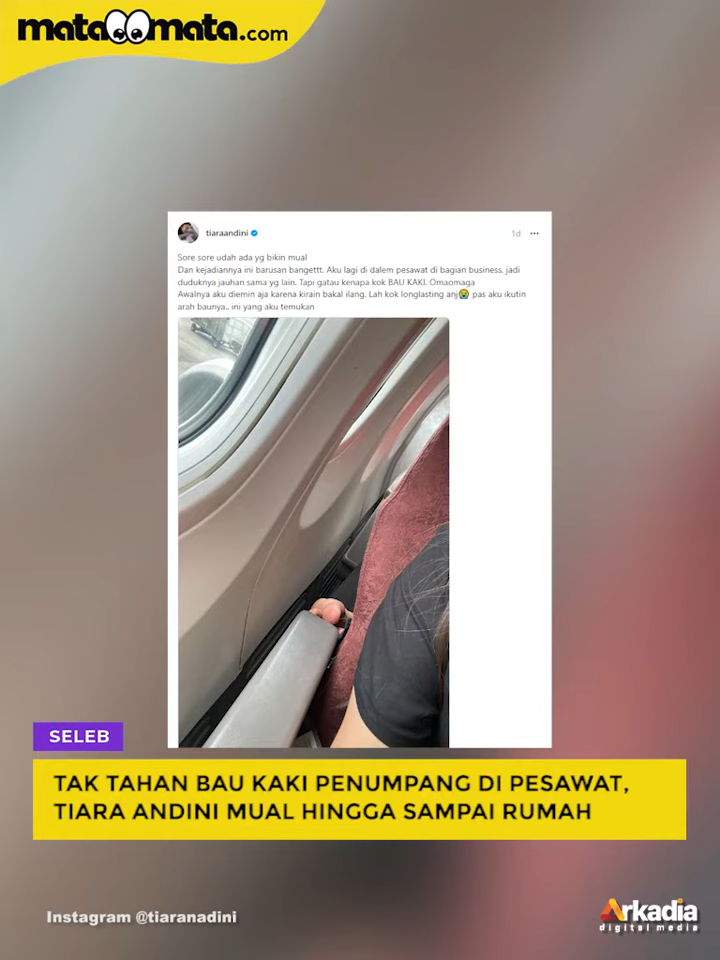 mata mata.com
tiaraandini
1d
Sore sore udah ada yg bikin mual
Dan kejadiannya ini barusan bangettt. Aku lagi di dalem pesawat di bagian business, jadi
duduknya jauhan sama yg lain. Tapi gatau kenapa kok BAU KAKI. Omaomaga
Awalnya aku diemin aja karena kirain bakal ilang. Lah kok longlasting anj😭 pas aku ikutin
arah baunya.. ini yang aku temukan
SELEB
TAK TAHAN BAU KAKI PENUMPANG DI PESAWAT,
TIARA ANDINI MUAL HINGGA SAMPAI RUMAH
Instagram @tiaranadini
Arkadia
digital media